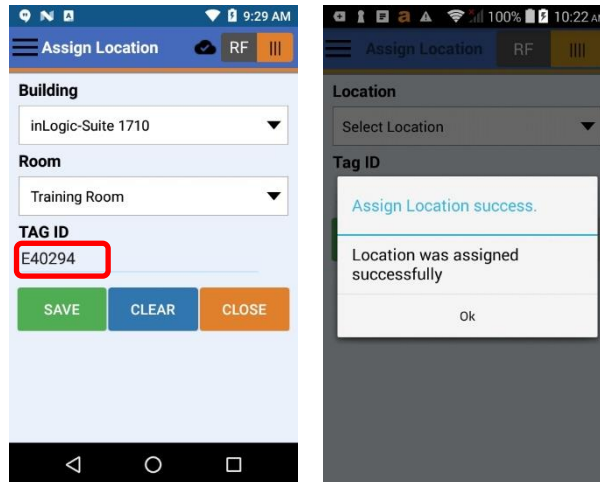 9:29 AM
Assign Location
RF
Building
inLogic-Suite 1710
Room
Training Room
TAG ID
E40294
SAVE CLEAR CLOSE
100% 10:22 AM
Assign Location RF
Location
Select Location
Tag ID
Assign Location success.
Location was assigned
successfully
Ok